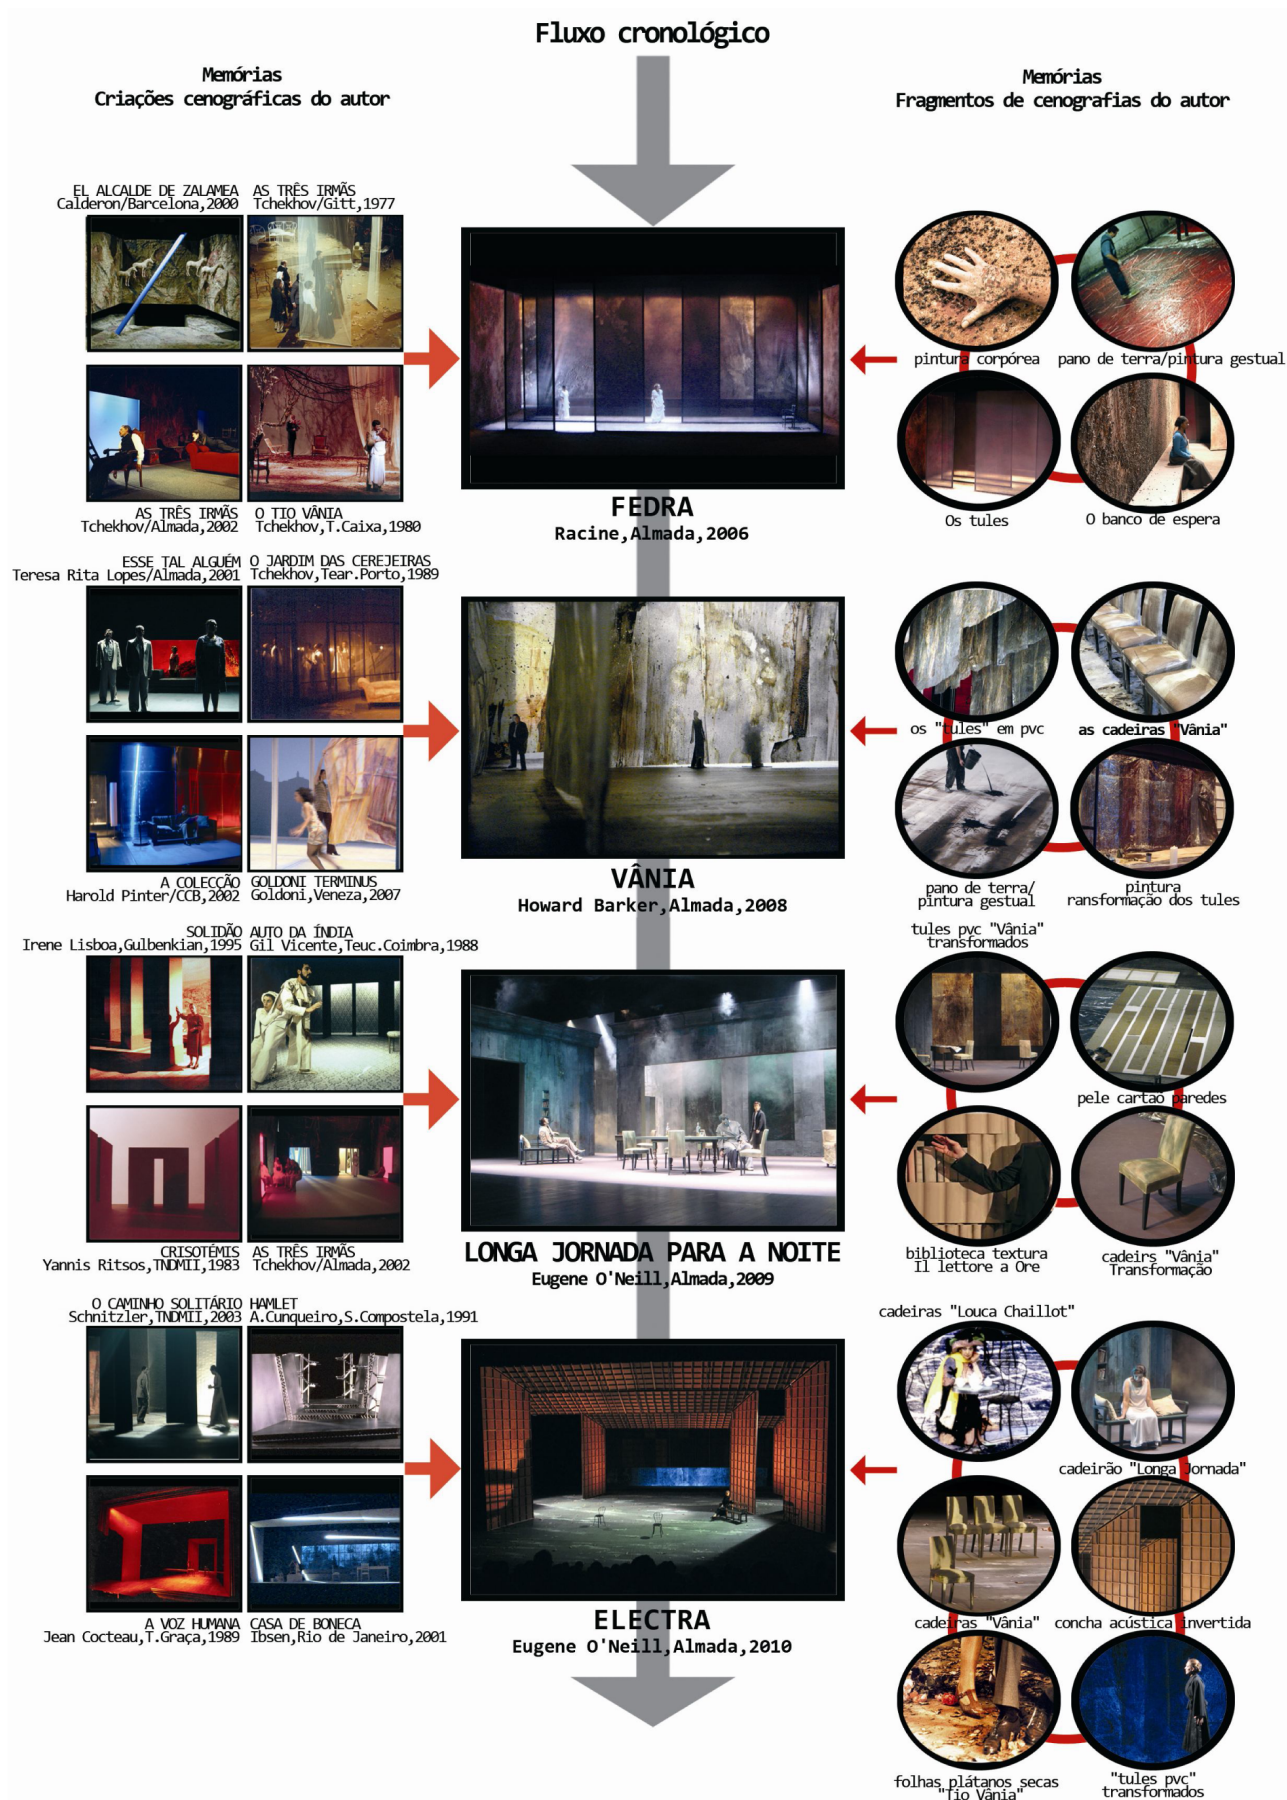 Fluxo cronológico
Memórias
Criações cenográficas do autor
Memórias
Fragmentos de cenografias do autor
EL ALCALDE DE ZALAMEA
Calderon/Barcelona,2000
AS TRÊS IRMÃS
Tchekhov/Gitt,1977
AS TRÊS IRMÃS
Tchekhov/Almada,2002
O TIO VÂNIA
Tchekhov,T.Caixa,1980
FEDRA
Racine,Almada,2006
pintura corpórea
pano de terra/pintura gestual
Os tules
O banco de espera
ESSE TAL ALGUÉM
Teresa Rita Lopes/Almada,2001
O JARDIM DAS CEREJEIRAS
Tchekhov,Tear.Porto,1989
A COLECÇÃO
Harold Pinter/CCB,2002
GOLDONI TERMINUS
Goldoni,Veneza,2007
VÂNIA
Howard Barker,Almada,2008
os "tules" em pvc
as cadeiras "Vânia"
pano de terra/
pintura gestual
pintura
ransformação dos tules
SOLIDÃO
Irene Lisboa,Gulbenkian,1995
AUTO DA ÍNDIA
Gil Vicente,Teuc.Coimbra,1988
CRISOTÉMIS
Yannis Ritsos,TNDMII,1983
AS TRÊS IRMÃS
Tchekhov/Almada,2002
LONGA JORNADA PARA A NOITE
Eugene O'Neill,Almada,2009
tules pvc "Vânia"
transformados
pele cartão paredes
biblioteca textura
Il lettore a Ore
cadeirs "Vânia"
Transformação
O CAMINHO SOLITÁRIO
Schnitzler,TNDMII,2003
HAMLET
A.Cunqueiro,S.Compostela,1991
A VOZ HUMANA
Jean Cocteau,T.Graça,1989
CASA DE BONECA
Ibsen,Rio de Janeiro,2001
ELECTRA
Eugene O'Neill,Almada,2010
cadeiras "Louca Chaillot"
cadeirão "Longa Jornada"
cadeiras "Vânia"
concha acústica invertida
folhas plátanos secas
"Tio Vânia"
"tules pvc"
transformados